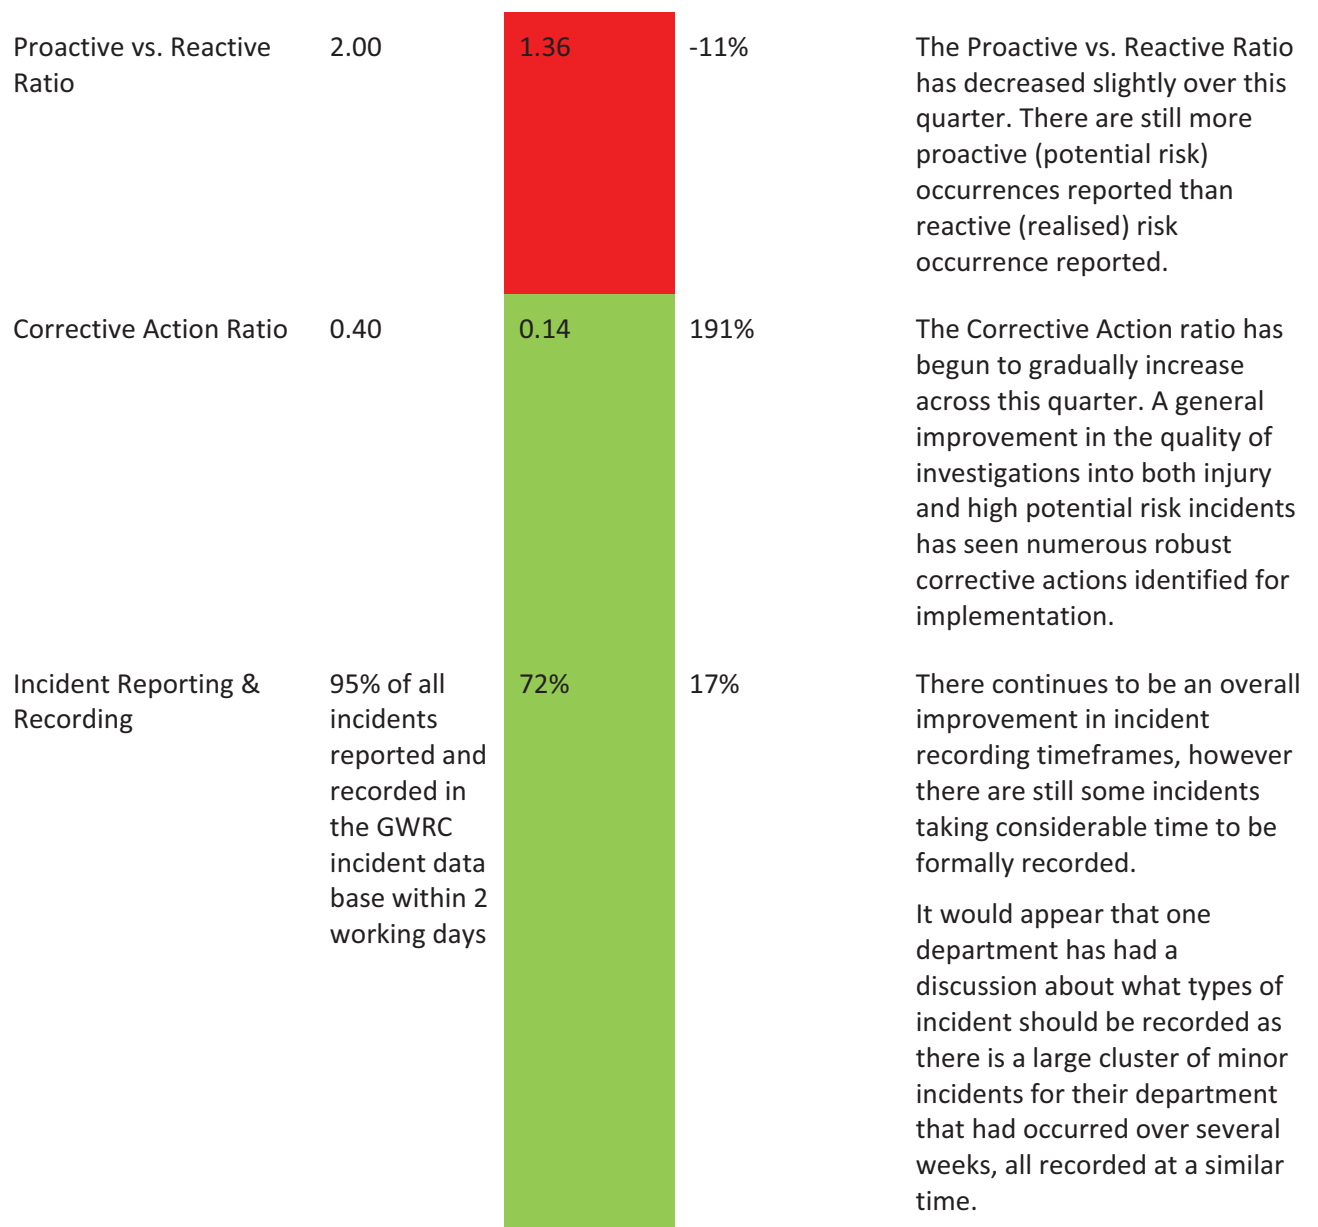 Proactive vs. Reactive
Ratio
2.00
1.36
-11%
The Proactive vs. Reactive Ratio
has decreased slightly over this
quarter. There are still more
proactive (potential risk)
occurrences reported than
reactive (realised) risk
occurrence reported.
Corrective Action Ratio
0.40
0.14
191%
The Corrective Action ratio has
begun to gradually increase
across this quarter. A general
improvement in the quality of
investigations into both injury
and high potential risk incidents
has seen numerous robust
corrective actions identified for
implementation.
Incident Reporting &
Recording
95% of all
incidents
reported and
recorded in
the GWRC
incident data
base within 2
working days
72%
17%
There continues to be an overall
improvement in incident
recording timeframes, however
there are still some incidents
taking considerable time to be
formally recorded.
It would appear that one
department has had a
discussion about what types of
incident should be recorded as
there is a large cluster of minor
incidents for their department
that had occurred over several
weeks, all recorded at a similar
time.